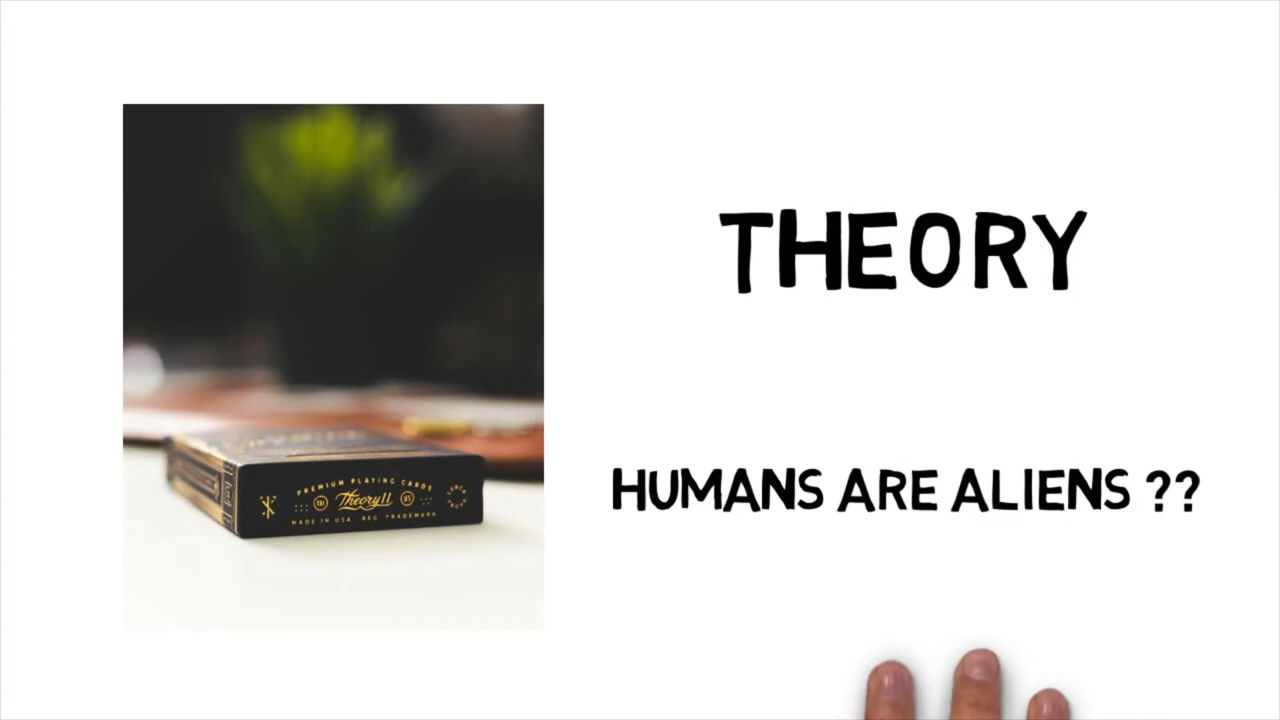 THEORY
HUMANS ARE ALIENS ??
PREMIUM PLAYING CARDS
Theory11
MADE IN USA REG. TRADEMARK